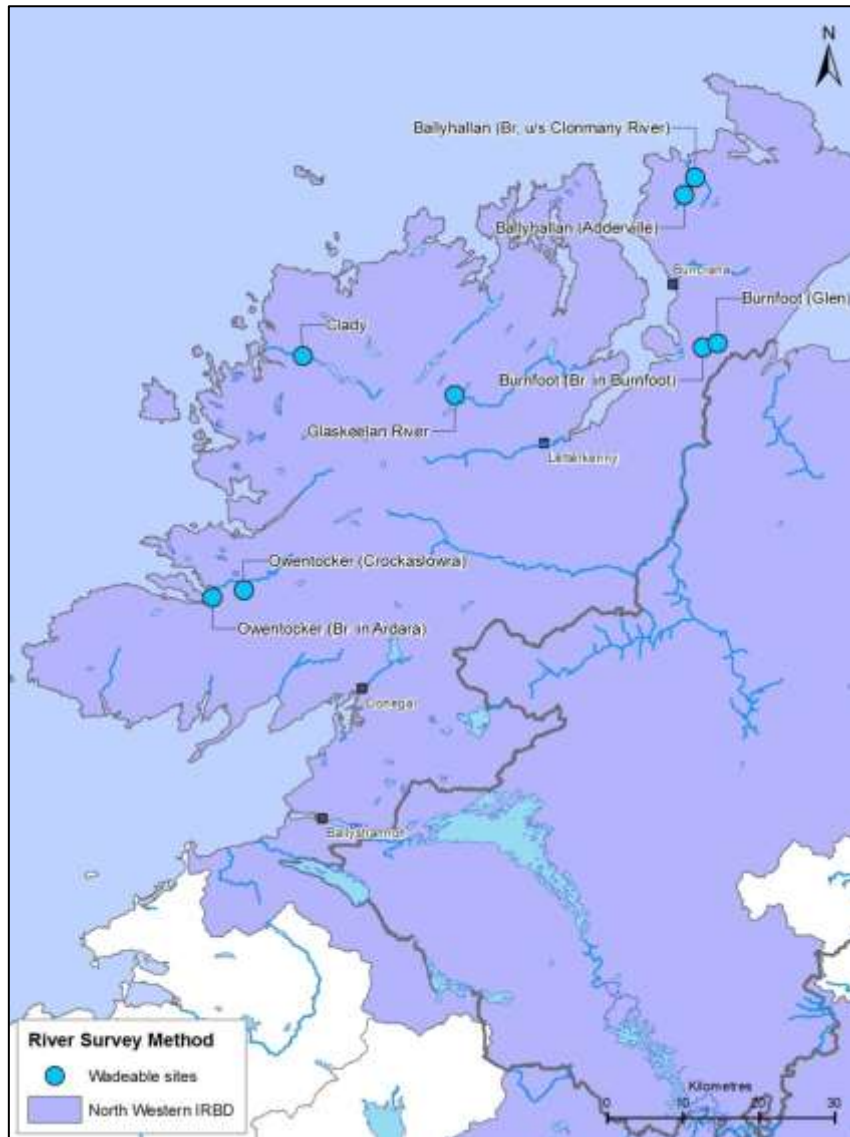 N
Ballyhallan (Br. u/s Clonmany River)
Ballyhallan (Adderville)
Buncrana
Burnfoot (Glen)
Clady
Burnfoot (Br. in Burnfoot)
Glaskeelan River
Letterkenny
Owentocker (Crockaslowra)
Owentocker (Br. in Ardara)
Donegal
Ballyshannon
River Survey Method
Wadeable sites
North Western IRBD
Kilometres
0 10 20 30